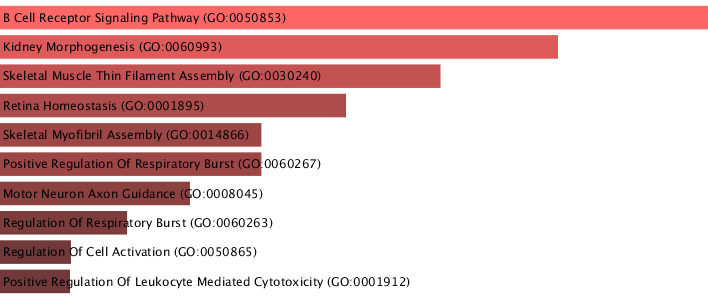 B Cell Receptor Signaling Pathway (GO:0050853)
Kidney Morphogenesis (GO:0060993)
Skeletal Muscle Thin Filament Assembly (GO:0030240)
Retina Homeostasis (GO:0001895)
Skeletal Myofibril Assembly (GO:0014866)
Positive Regulation Of Respiratory Burst (GO:0060267)
Motor Neuron Axon Guidance (GO:0008045)
Regulation Of Respiratory Burst (GO:0060263)
Regulation Of Cell Activation (GO:0050865)
Positive Regulation Of Leukocyte Mediated Cytotoxicity (GO:0001912)